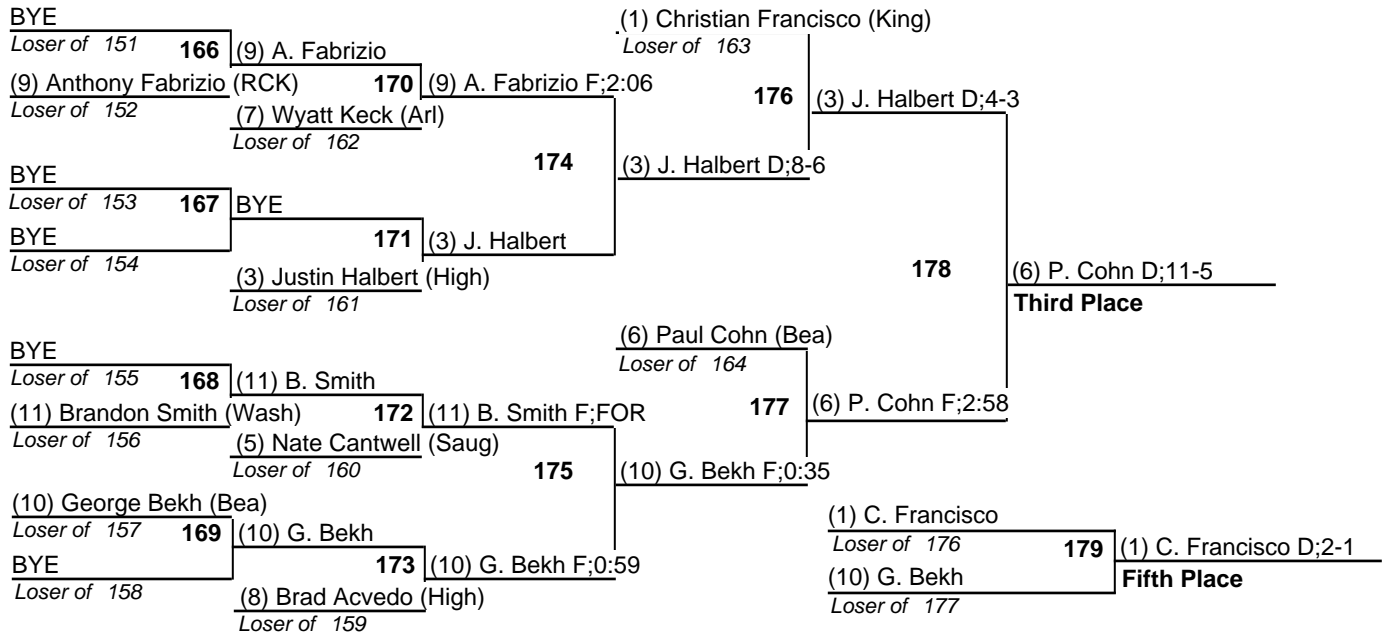 BYE
Loser of 151
166
(9) A. Fabrizio
(9) Anthony Fabrizio (RCK)
Loser of 152
170
(9) A. Fabrizio F;2:06
(7) Wyatt Keck (Arl)
Loser of 162
BYE
Loser of 153
167
BYE
BYE
Loser of 154
171
(3) J. Halbert
(3) Justin Halbert (High)
Loser of 161
174
(3) J. Halbert D;8-6
(1) Christian Francisco (King)
Loser of 163
176
(3) J. Halbert D;4-3
BYE
Loser of 155
168
(11) B. Smith
(11) Brandon Smith (Wash)
Loser of 156
172
(11) B. Smith F;FOR
(5) Nate Cantwell (Saug)
Loser of 160
(10) George Bekh (Bea)
Loser of 157
169
(10) G. Bekh
BYE
Loser of 158
173
(10) G. Bekh F;0:59
(8) Brad Acvedo (High)
Loser of 159
175
(10) G. Bekh F;0:35
(6) Paul Cohn (Bea)
Loser of 164
177
(6) P. Cohn F;2:58
178
(6) P. Cohn D;11-5
Third Place
(1) C. Francisco
Loser of 176
179
(1) C. Francisco D;2-1
(10) G. Bekh
Fifth Place
Loser of 177